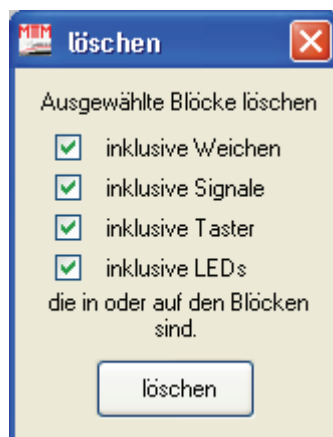 löschen
Ausgewählte Blöcke löschen
inklusive Weichen
inklusive Signale
inklusive Taster
inklusive LEDs
die in oder auf den Blöcken
sind.
löschen